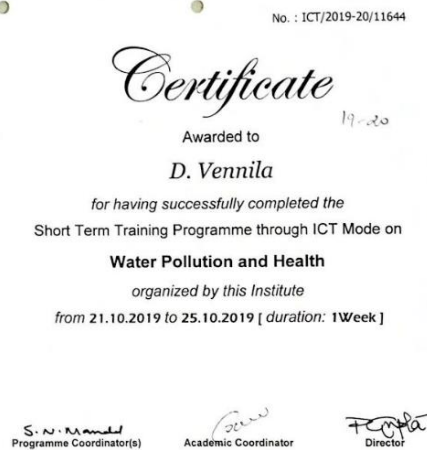 No. : ICT/2019-20/11644
Certificate
19-20
Awarded to
D. Vennila
for having successfully completed the
Short Term Training Programme through ICT Mode on
Water Pollution and Health
organized by this Institute
from 21.10.2019 to 25.10.2019 [ duration: 1Week ]
S. N. Mandal
Programme Coordinator(s)
Academic Coordinator
Director